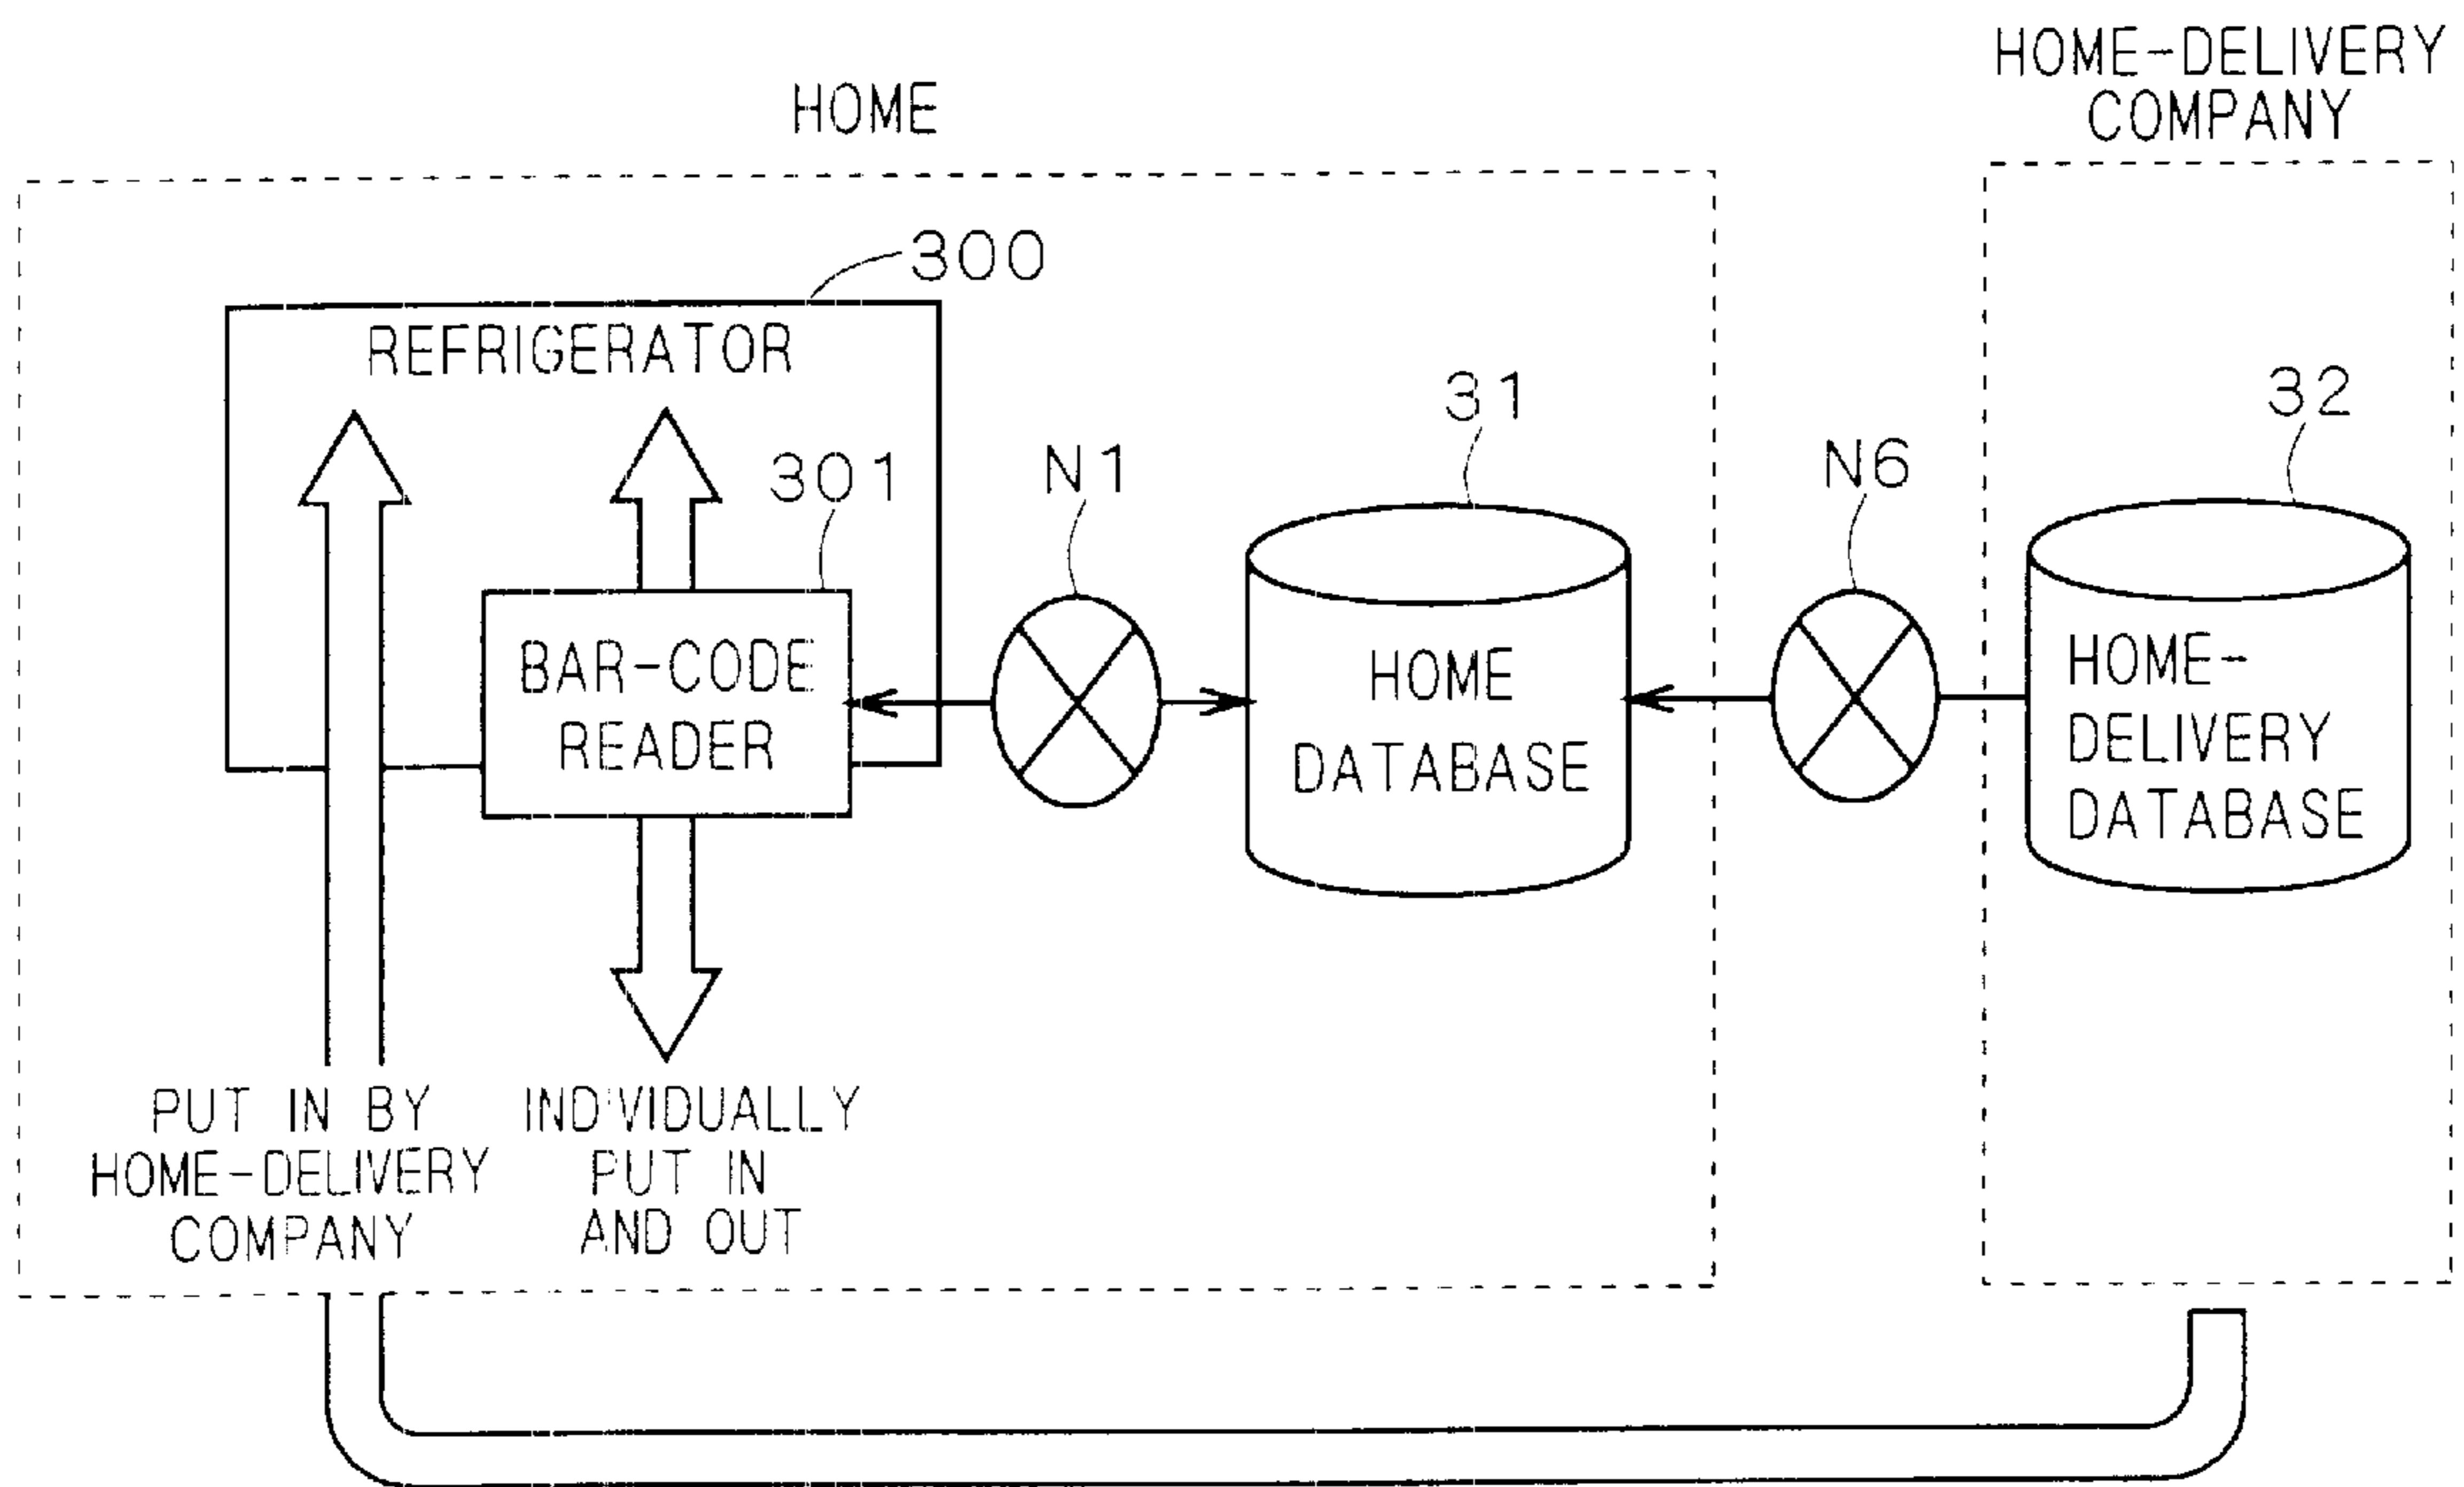 HOME-DELIVERY
COMPANY
HOME
300
REFRIGERATOR
301
N1
31
N6
32
BAR-CODE
READER
HOME
DATABASE
HOME-
DELIVERY
DATABASE
PUT IN BY
HOME-DELIVERY
COMPANY
INDIVIDUALLY
PUT IN
AND OUT